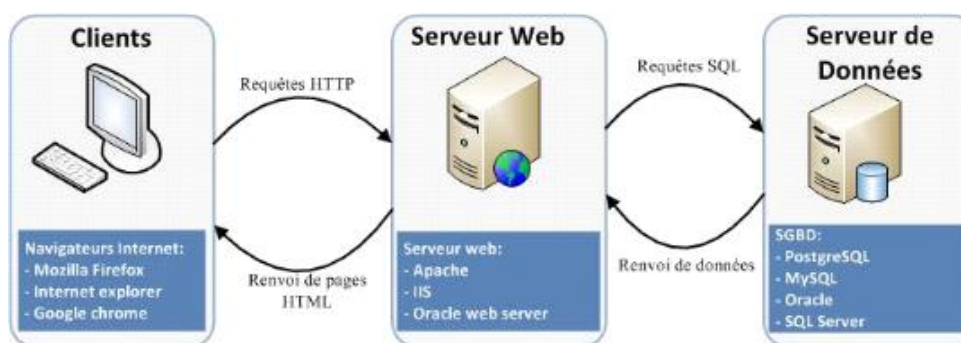 Clients
Navigateurs Internet:
- Mozilla Firefox
- Internet explorer
- Google chrome
Requêtes HTTP
Renvoi de pages
HTML
Serveur Web
Serveur web:
- Apache
- IIS
- Oracle web server
Requêtes SQL
Renvoi de données
Serveur de
Données
SGBD:
- PostgreSQL
- MySQL
- Oracle
- SQL Server